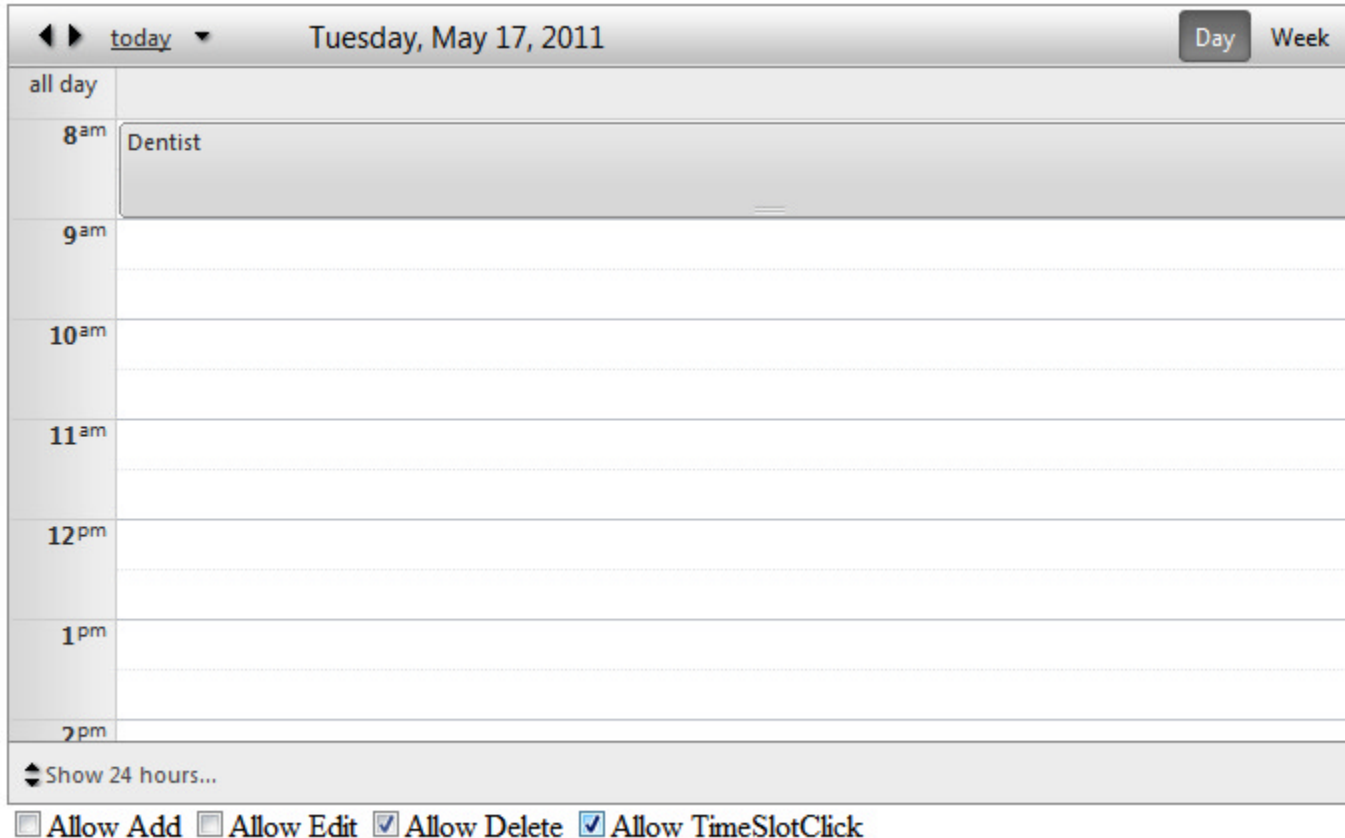 today Tuesday, May 17, 2011 Day Week
all day
8am Dentist
9am
10am
11am
12pm
1pm
2pm
Show 24 hours...
Allow Add Allow Edit Allow Delete Allow TimeSlotClick